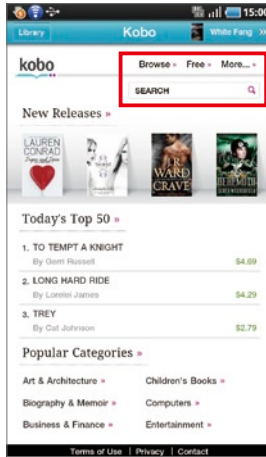 15:00
Library Kobo White Fang »
kobo Browse » Free » More... »
SEARCH
New Releases »
LAUREN
CONRAD
J.R.
WARD
CRAVE
BEHEMOTH
Today's Top 50 »
1. TO TEMPT A KNIGHT
By Gerri Russell $4.69
2. LONG HARD RIDE
By Lorelei James $4.29
3. TREY
By Cat Johnson $2.79
Popular Categories »
Art & Architecture » Children's Books »
Biography & Memoir » Computers »
Business & Finance » Entertainment »
Terms of Use | Privacy | Contact